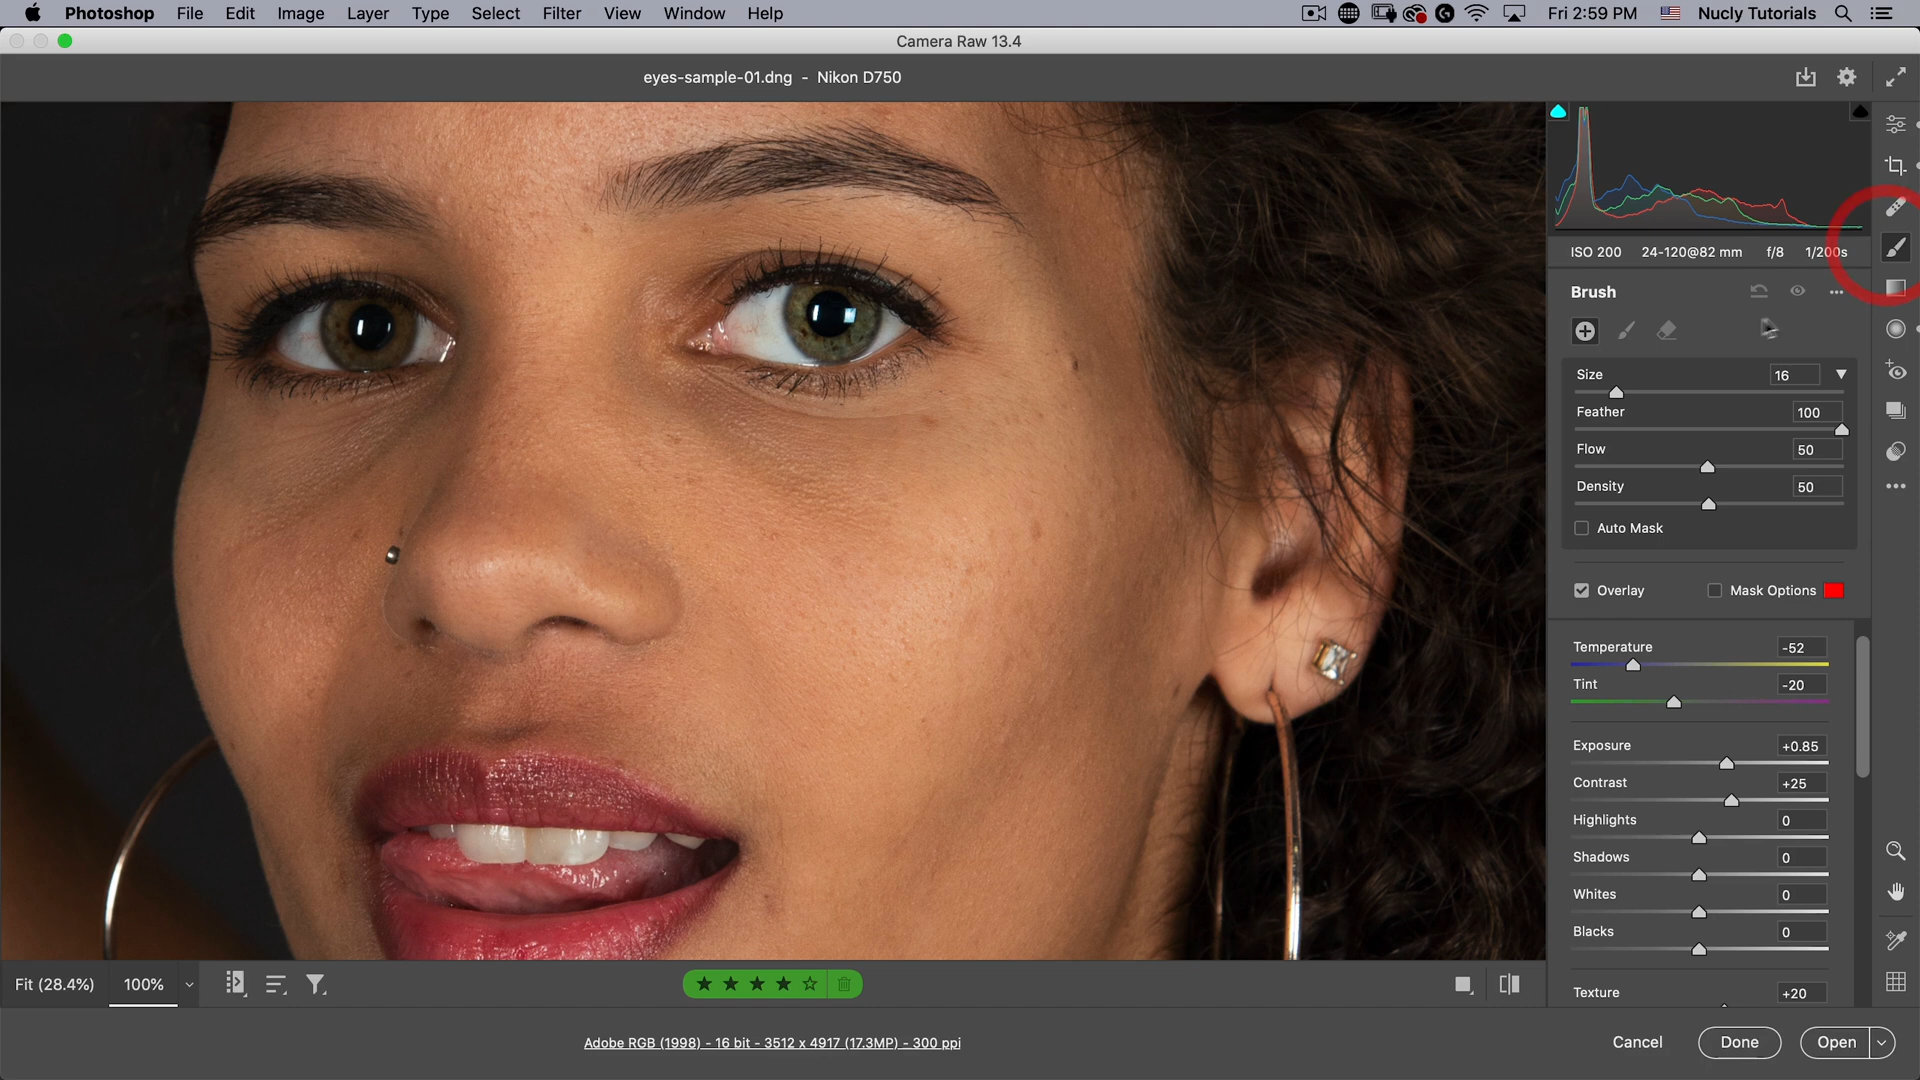 Photoshop File Edit Image Layer Type Select Filter View Window Help Fri 2:59 PM Nucly Tutorials
Camera Raw 13.4
eyes-sample-01.dng - Nikon D750
ISO 200 24-120@82 mm f/8 1/200s
Brush
Size 16
Feather 100
Flow 50
Density 50
Auto Mask
Overlay Mask Options
Temperature -52
Tint -20
Exposure +0.85
Contrast +25
Highlights 0
Shadows 0
Whites 0
Blacks 0
Texture +20
Fit (28.4%) 100%
Adobe RGB (1998) - 16 bit - 3512 x 4917 (17.3MP) - 300 ppi
Cancel Done Open